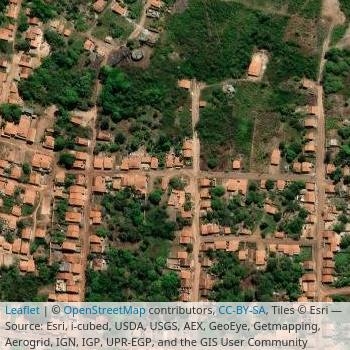 Leaflet | © OpenStreetMap contributors, CC-BY-SA, Tiles © Esri —
Source: Esri, i-cubed, USDA, USGS, AEX, GeoEye, Getmapping,
Aerogrid, IGN, IGP, UPR-EGP, and the GIS User Community